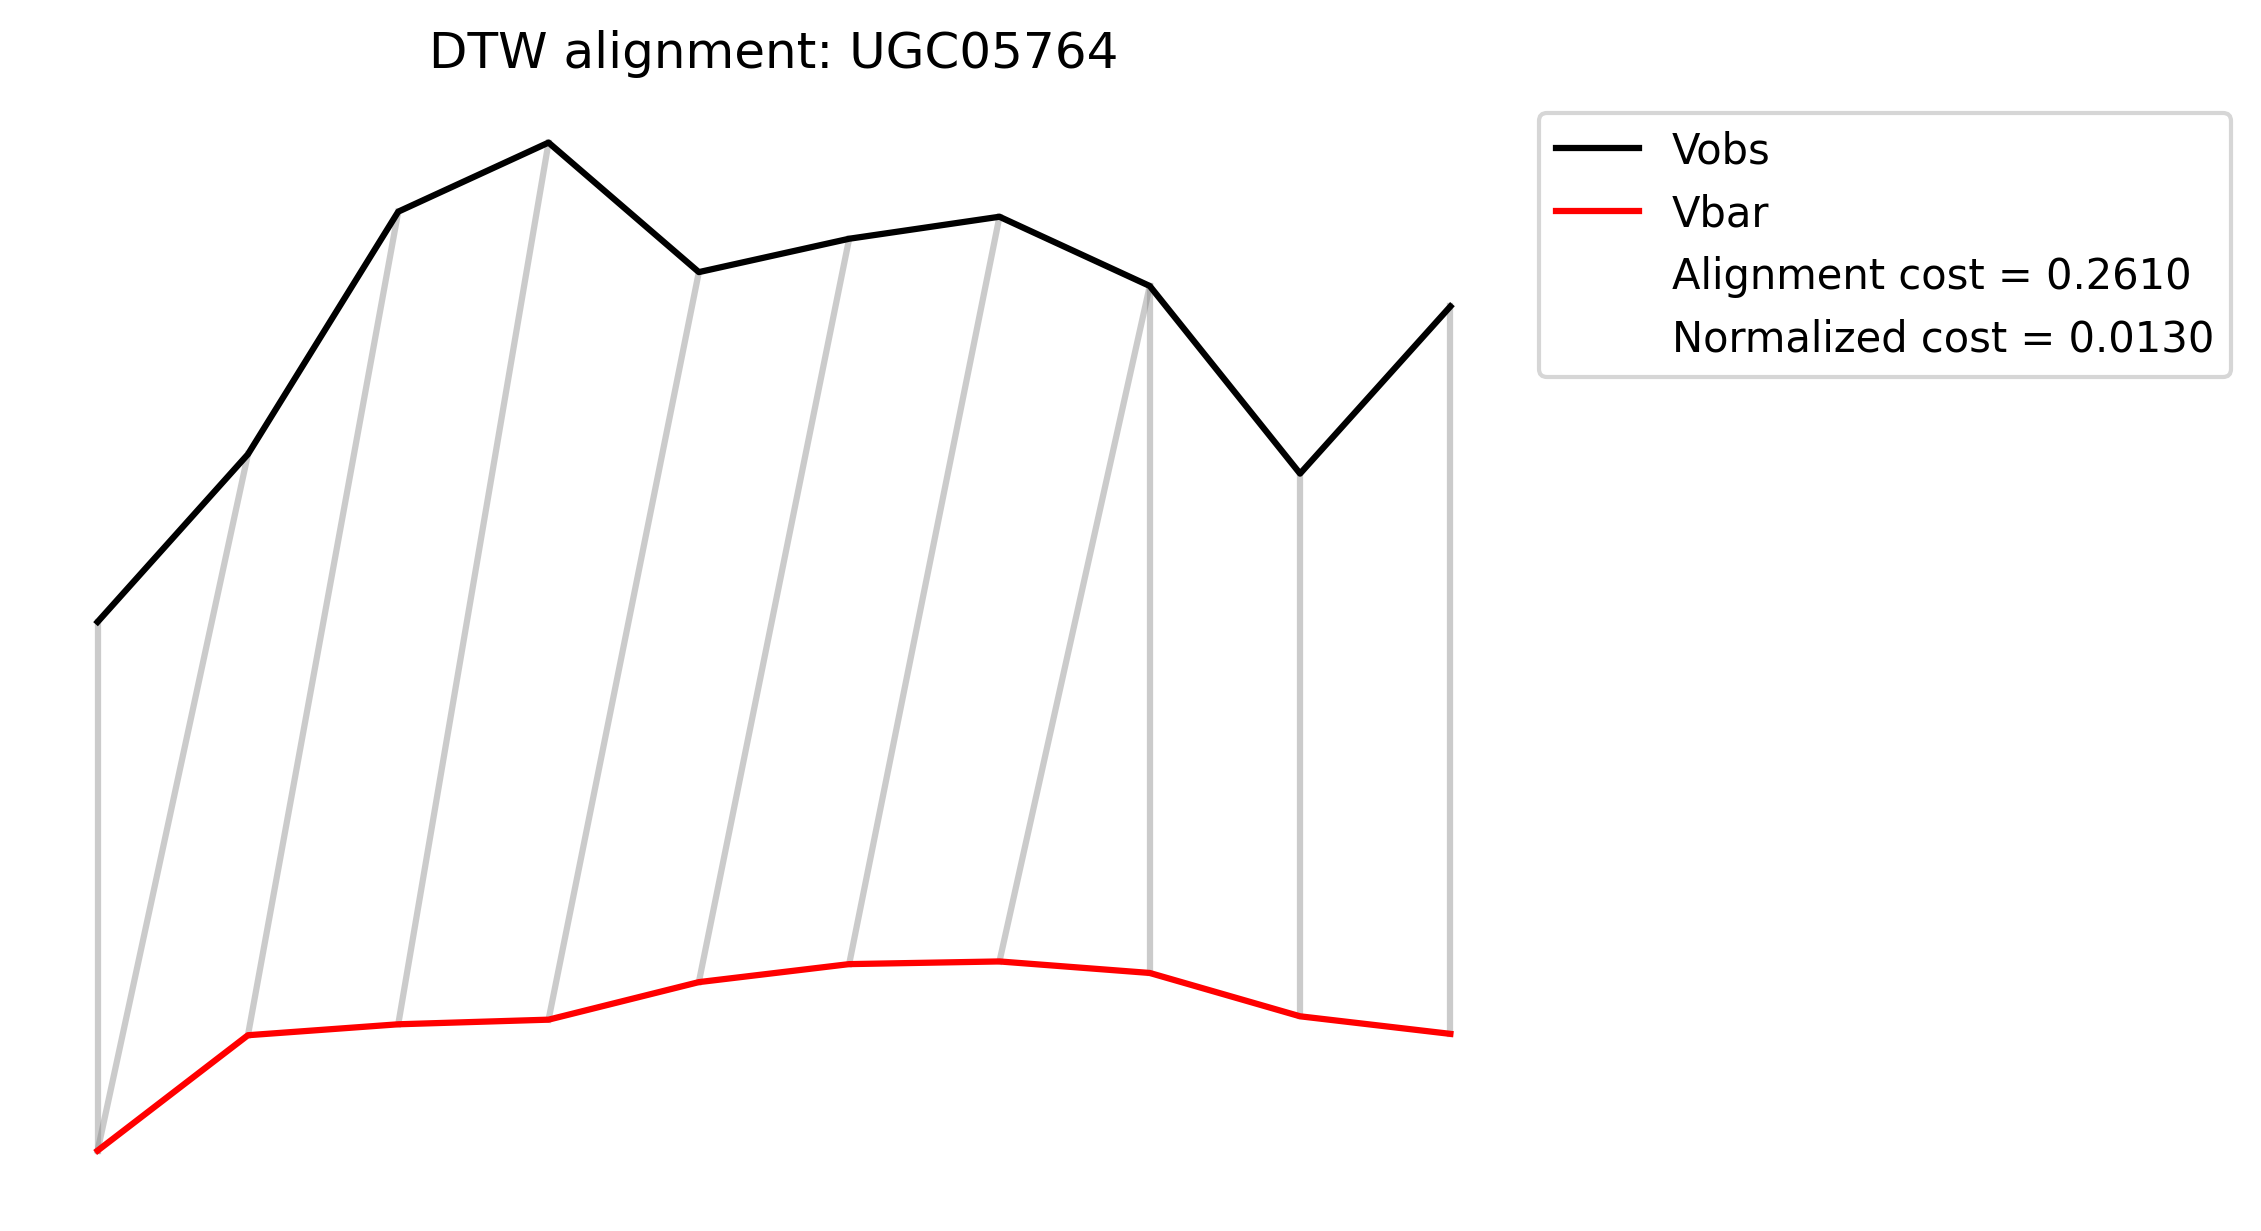 DTW alignment: UGC05764
Vobs
Vbar
Alignment cost = 0.2610
Normalized cost = 0.0130